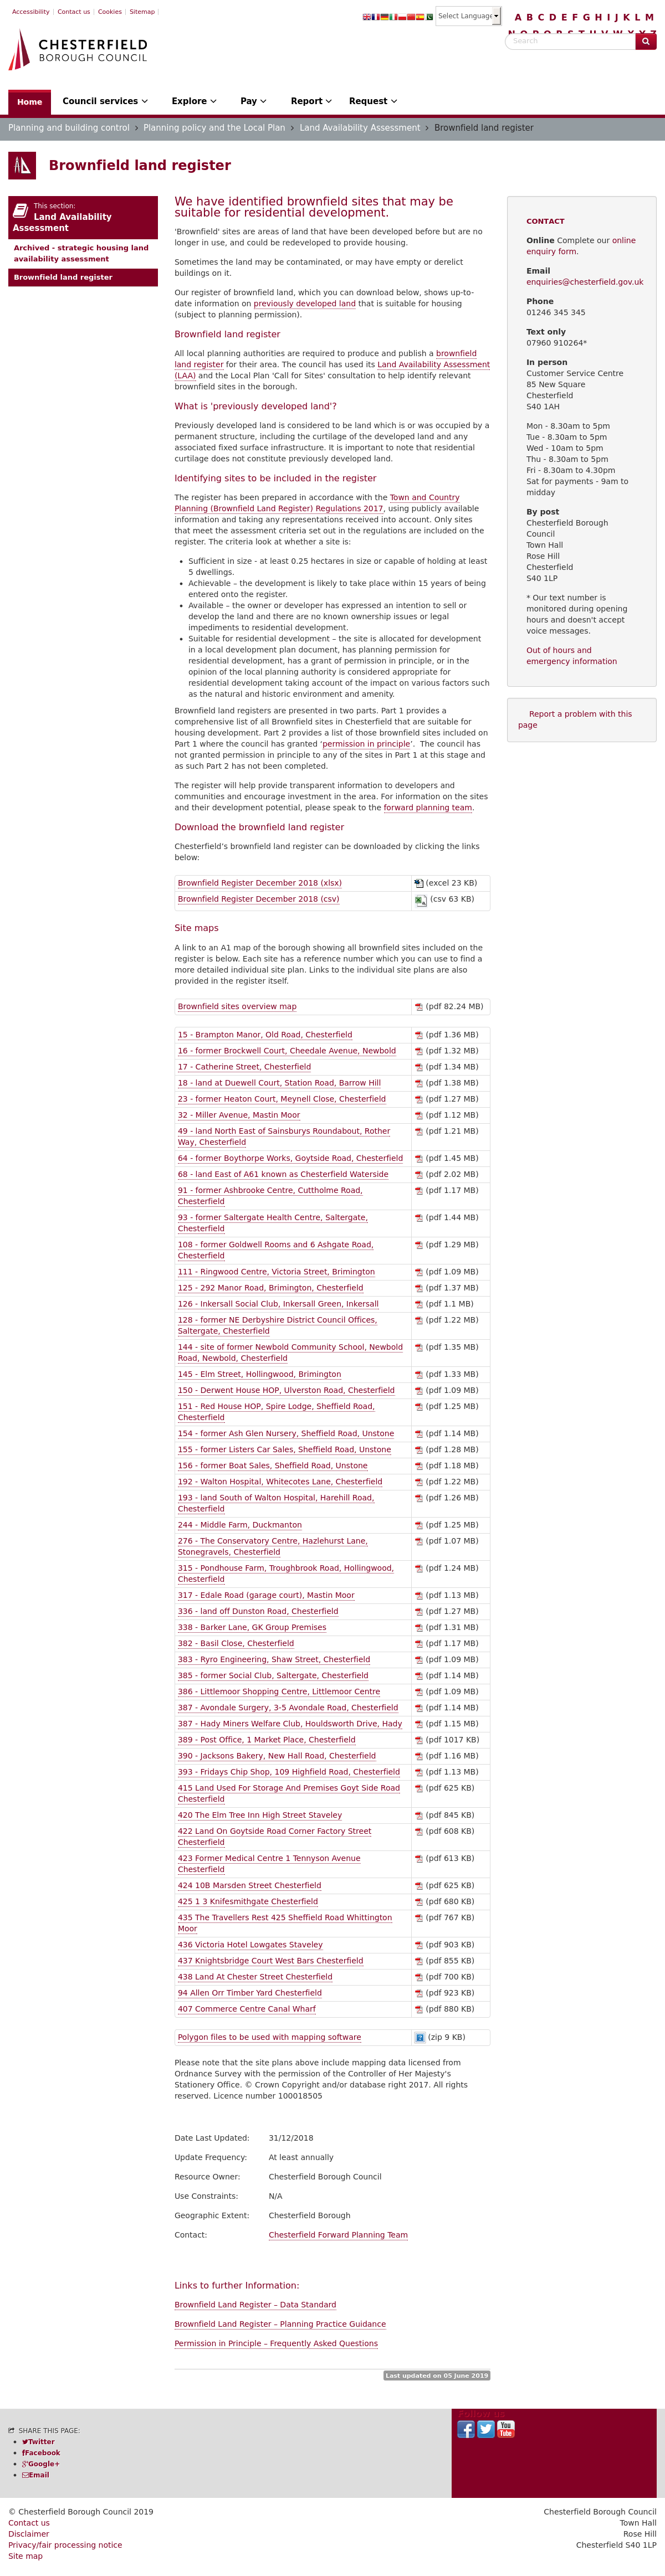 Accessibility
Contact us
Cookies
Sitemap
Select Language
A B C D E F G H I J K L M
CHESTERFIELD
BOROUGH COUNCIL
Search
Home
Council services
Explore
Pay
Report
Request
Planning and building control › Planning policy and the Local Plan › Land Availability Assessment › Brownfield land register
Brownfield land register
This section:
Land Availability
Assessment
Archived - strategic housing land
availability assessment
Brownfield land register
We have identified brownfield sites that may be
suitable for residential development.
'Brownfield' sites are areas of land that have been developed before but are no
longer in use, and could be redeveloped to provide housing.
Sometimes the land may be contaminated, or may have empty or derelict
buildings on it.
Our register of brownfield land, which you can download below, shows up-to-
date information on previously developed land that is suitable for housing
(subject to planning permission).
Brownfield land register
All local planning authorities are required to produce and publish a brownfield
land register for their area. The council has used its Land Availability Assessment
(LAA) and the Local Plan 'Call for Sites' consultation to help identify relevant
brownfield sites in the borough.
What is 'previously developed land'?
Previously developed land is considered to be land which is or was occupied by a
permanent structure, including the curtilage of the developed land and any
associated fixed surface infrastructure. It is important to note that residential
curtilage does not constitute previously developed land.
Identifying sites to be included in the register
The register has been prepared in accordance with the Town and Country
Planning (Brownfield Land Register) Regulations 2017, using publicly available
information and taking any representations received into account. Only sites
that meet the assessment criteria set out in the regulations are included on the
register. The criteria look at whether a site is:
• Sufficient in size - at least 0.25 hectares in size or capable of holding at least
5 dwellings.
• Achievable – the development is likely to take place within 15 years of being
entered onto the register.
• Available – the owner or developer has expressed an intention to sell or
develop the land and there are no known ownership issues or legal
impediments to residential development.
• Suitable for residential development – the site is allocated for development
in a local development plan document, has planning permission for
residential development, has a grant of permission in principle, or in the
opinion of the local planning authority is considered appropriate for
residential development taking account of the impact on various factors such
as the natural and historic environment and amenity.
Brownfield land registers are presented in two parts. Part 1 provides a
comprehensive list of all Brownfield sites in Chesterfield that are suitable for
housing development. Part 2 provides a list of those brownfield sites included on
Part 1 where the council has granted ‘permission in principle’.  The council has
not granted permission in principle to any of the sites in Part 1 at this stage and
as such Part 2 has not been completed.
The register will help provide transparent information to developers and
communities and encourage investment in the area. For information on the sites
and their development potential, please speak to the forward planning team.
Download the brownfield land register
Chesterfield’s brownfield land register can be downloaded by clicking the links
below:
Brownfield Register December 2018 (xlsx) (excel 23 KB)
Brownfield Register December 2018 (csv) (csv 63 KB)
Site maps
A link to an A1 map of the borough showing all brownfield sites included on the
register is below. Each site has a reference number which you can use to find a
more detailed individual site plan. Links to the individual site plans are also
provided in the register itself.
Brownfield sites overview map (pdf 82.24 MB)
15 - Brampton Manor, Old Road, Chesterfield (pdf 1.36 MB)
16 - former Brockwell Court, Cheedale Avenue, Newbold (pdf 1.32 MB)
17 - Catherine Street, Chesterfield (pdf 1.34 MB)
18 - land at Duewell Court, Station Road, Barrow Hill (pdf 1.38 MB)
23 - former Heaton Court, Meynell Close, Chesterfield (pdf 1.27 MB)
32 - Miller Avenue, Mastin Moor (pdf 1.12 MB)
49 - land North East of Sainsburys Roundabout, Rother (pdf 1.21 MB)
Way, Chesterfield
64 - former Boythorpe Works, Goytside Road, Chesterfield (pdf 1.45 MB)
68 - land East of A61 known as Chesterfield Waterside (pdf 2.02 MB)
91 - former Ashbrooke Centre, Cuttholme Road, (pdf 1.17 MB)
Chesterfield
93 - former Saltergate Health Centre, Saltergate, (pdf 1.44 MB)
Chesterfield
108 - former Goldwell Rooms and 6 Ashgate Road, (pdf 1.29 MB)
Chesterfield
111 - Ringwood Centre, Victoria Street, Brimington (pdf 1.09 MB)
125 - 292 Manor Road, Brimington, Chesterfield (pdf 1.37 MB)
126 - Inkersall Social Club, Inkersall Green, Inkersall (pdf 1.1 MB)
128 - former NE Derbyshire District Council Offices, (pdf 1.22 MB)
Saltergate, Chesterfield
144 - site of former Newbold Community School, Newbold (pdf 1.35 MB)
Road, Newbold, Chesterfield
145 - Elm Street, Hollingwood, Brimington (pdf 1.33 MB)
150 - Derwent House HOP, Ulverston Road, Chesterfield (pdf 1.09 MB)
151 - Red House HOP, Spire Lodge, Sheffield Road, (pdf 1.25 MB)
Chesterfield
154 - former Ash Glen Nursery, Sheffield Road, Unstone (pdf 1.14 MB)
155 - former Listers Car Sales, Sheffield Road, Unstone (pdf 1.28 MB)
156 - former Boat Sales, Sheffield Road, Unstone (pdf 1.18 MB)
192 - Walton Hospital, Whitecotes Lane, Chesterfield (pdf 1.22 MB)
193 - land South of Walton Hospital, Harehill Road, (pdf 1.26 MB)
Chesterfield
244 - Middle Farm, Duckmanton (pdf 1.25 MB)
276 - The Conservatory Centre, Hazlehurst Lane, (pdf 1.07 MB)
Stonegravels, Chesterfield
315 - Pondhouse Farm, Troughbrook Road, Hollingwood, (pdf 1.24 MB)
Chesterfield
317 - Edale Road (garage court), Mastin Moor (pdf 1.13 MB)
336 - land off Dunston Road, Chesterfield (pdf 1.27 MB)
338 - Barker Lane, GK Group Premises (pdf 1.31 MB)
382 - Basil Close, Chesterfield (pdf 1.17 MB)
383 - Ryro Engineering, Shaw Street, Chesterfield (pdf 1.09 MB)
385 - former Social Club, Saltergate, Chesterfield (pdf 1.14 MB)
386 - Littlemoor Shopping Centre, Littlemoor Centre (pdf 1.09 MB)
387 - Avondale Surgery, 3-5 Avondale Road, Chesterfield (pdf 1.14 MB)
387 - Hady Miners Welfare Club, Houldsworth Drive, Hady (pdf 1.15 MB)
389 - Post Office, 1 Market Place, Chesterfield (pdf 1017 KB)
390 - Jacksons Bakery, New Hall Road, Chesterfield (pdf 1.16 MB)
393 - Fridays Chip Shop, 109 Highfield Road, Chesterfield (pdf 1.13 MB)
415 Land Used For Storage And Premises Goyt Side Road (pdf 625 KB)
Chesterfield
420 The Elm Tree Inn High Street Staveley (pdf 845 KB)
422 Land On Goytside Road Corner Factory Street (pdf 608 KB)
Chesterfield
423 Former Medical Centre 1 Tennyson Avenue (pdf 613 KB)
Chesterfield
424 10B Marsden Street Chesterfield (pdf 625 KB)
425 1 3 Knifesmithgate Chesterfield (pdf 680 KB)
435 The Travellers Rest 425 Sheffield Road Whittington (pdf 767 KB)
Moor
436 Victoria Hotel Lowgates Staveley (pdf 903 KB)
437 Knightsbridge Court West Bars Chesterfield (pdf 855 KB)
438 Land At Chester Street Chesterfield (pdf 700 KB)
94 Allen Orr Timber Yard Chesterfield (pdf 923 KB)
407 Commerce Centre Canal Wharf (pdf 880 KB)
Polygon files to be used with mapping software (zip 9 KB)
Please note that the site plans above include mapping data licensed from
Ordnance Survey with the permission of the Controller of Her Majesty's
Stationery Office. © Crown Copyright and/or database right 2017. All rights
reserved. Licence number 100018505
Date Last Updated: 31/12/2018
Update Frequency: At least annually
Resource Owner: Chesterfield Borough Council
Use Constraints: N/A
Geographic Extent: Chesterfield Borough
Contact: Chesterfield Forward Planning Team
Links to further Information:
Brownfield Land Register – Data Standard
Brownfield Land Register – Planning Practice Guidance
Permission in Principle – Frequently Asked Questions
Last updated on 05 June 2019
CONTACT
Online Complete our online
enquiry form.
Email
enquiries@chesterfield.gov.uk
Phone
01246 345 345
Text only
07960 910264*
In person
Customer Service Centre
85 New Square
Chesterfield
S40 1AH
Mon - 8.30am to 5pm
Tue - 8.30am to 5pm
Wed - 10am to 5pm
Thu - 8.30am to 5pm
Fri - 8.30am to 4.30pm
Sat for payments - 9am to
midday
By post
Chesterfield Borough
Council
Town Hall
Rose Hill
Chesterfield
S40 1LP
* Our text number is
monitored during opening
hours and doesn't accept
voice messages.
Out of hours and
emergency information
Report a problem with this
page
SHARE THIS PAGE:
• Twitter
• Facebook
• Google+
• Email
You
Tube
© Chesterfield Borough Council 2019
Contact us
Disclaimer
Privacy/fair processing notice
Site map
Chesterfield Borough Council
Town Hall
Rose Hill
Chesterfield S40 1LP